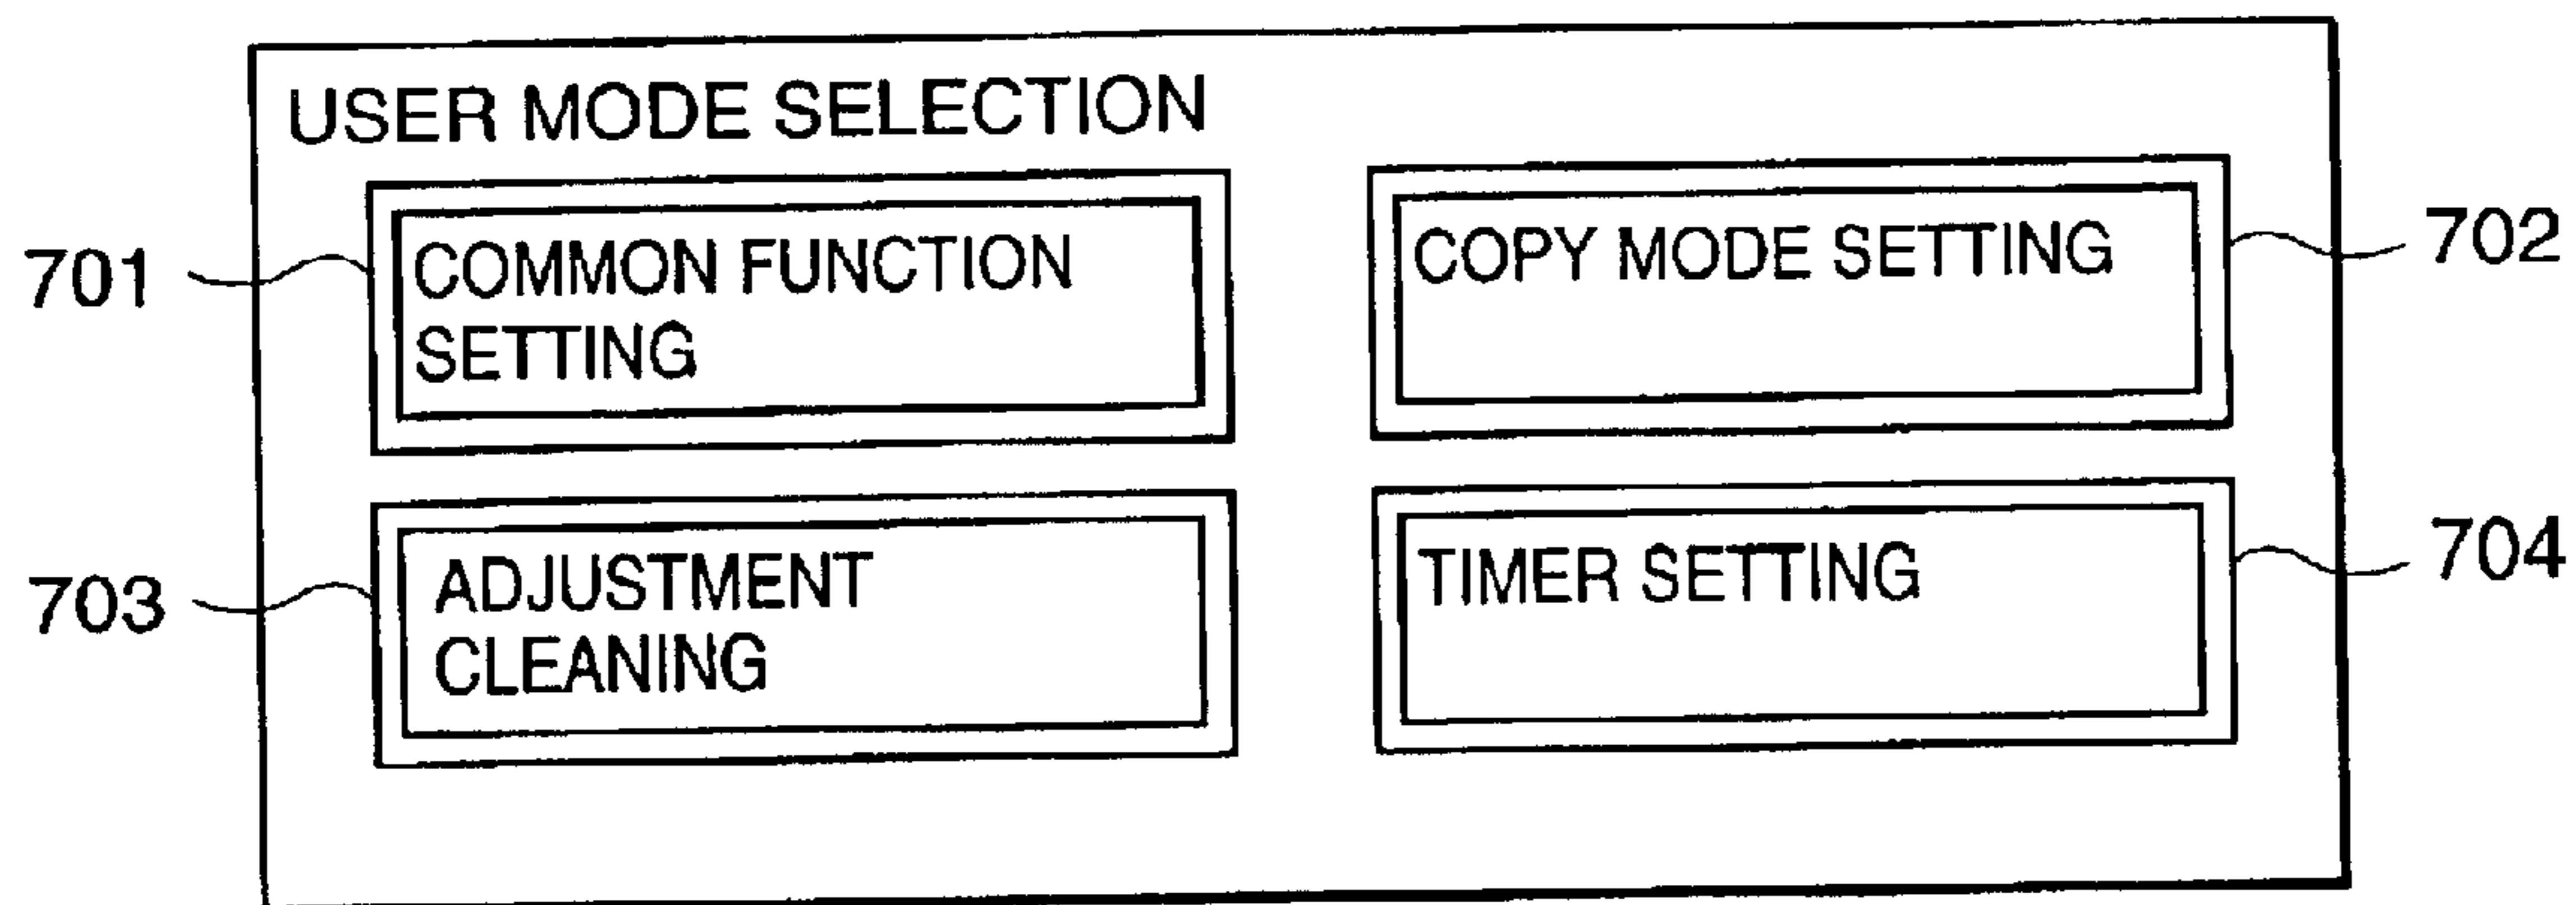 USER MODE SELECTION
701
COMMON FUNCTION
SETTING
COPY MODE SETTING
702
703
ADJUSTMENT
CLEANING
TIMER SETTING
704